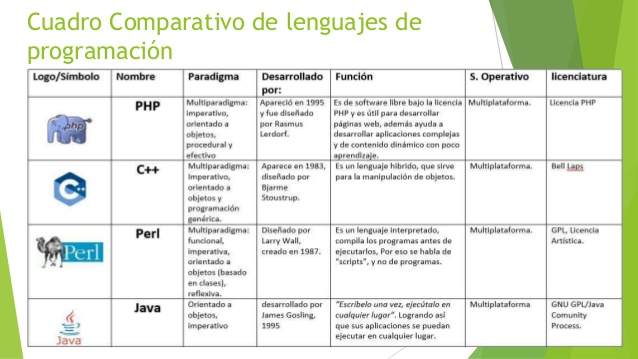 Cuadro Comparativo de lenguajes de
programación
Logo/Símbolo Nombre Paradigma Desarrollado por: Función S. Operativo licenciatura
php
PHP
Multiparadigma:
imperativo,
orientado a
objetos,
procedural y
efectivo
Apareció en 1995
y fue diseñado
por Rasmus
Lerdorf.
Es de software libre bajo la licencia
PHP y es útil para desarrollar
páginas web, además ayuda a
desarrollar aplicaciones complejas
y de contenido dinámico con poco
aprendizaje.
Multiplataforma.
Licencia PHP
C++
C++
Multiparadigma:
Imperativo,
orientado a
objetos y
programación
genérica.
Aparece en 1983,
diseñado por
Bjarme
Stoustrup.
Es un lenguaje hibrido, que sirve
para la manipulación de objetos.
Multiplataforma.
Bell Laps
Perl
Perl
Multiparadigma:
funcional,
imperativa,
orientado a
objetos (basado
en clases),
reflexiva.
Diseñado por
Larry Wall,
creado en 1987.
Es un lenguaje interpretado,
compila los programas antes de
ejecutarlos, Por eso se habla de
“scripts”, y no de programas.
Multiplataforma.
GPL, Licencia
Artística.
Java
Java
Orientado a
objetos,
imperativo
desarrollado por
James Gosling,
1995
“Escríbelo una vez, ejecútalo en
cualquier lugar”. Logrando así
que sus aplicaciones se puedan
ejecutar en cualquier lugar.
Multiplataforma
GNU GPL/Java
Comunity
Process.